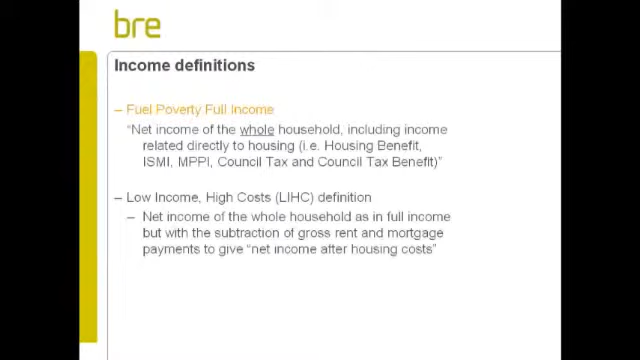 bre
Income definitions
– Fuel Poverty Full Income
“Net income of the whole household, including income
related directly to housing (i.e. Housing Benefit,
ISMI, MPPI, Council Tax and Council Tax Benefit)”
– Low Income, High Costs (LIHC) definition
– Net income of the whole household as in full income
but with the subtraction of gross rent and mortgage
payments to give “net income after housing costs”